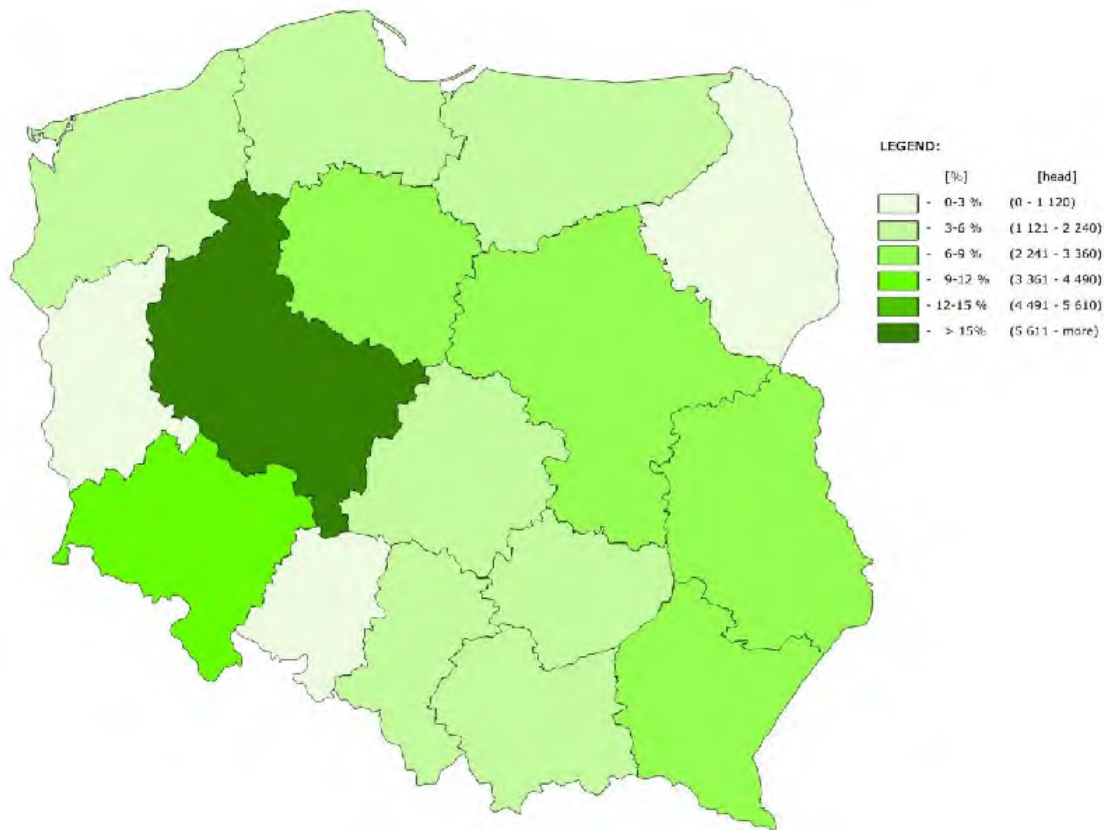 LEGEND:
[%] [head]
- 0-3 % (0 - 1 120)
- 3-6 % (1 121 - 2 240)
- 6-9 % (2 241 - 3 360)
- 9-12 % (3 361 - 4 490)
- 12-15 % (4 491 - 5 610)
- > 15% (5 611 - more)